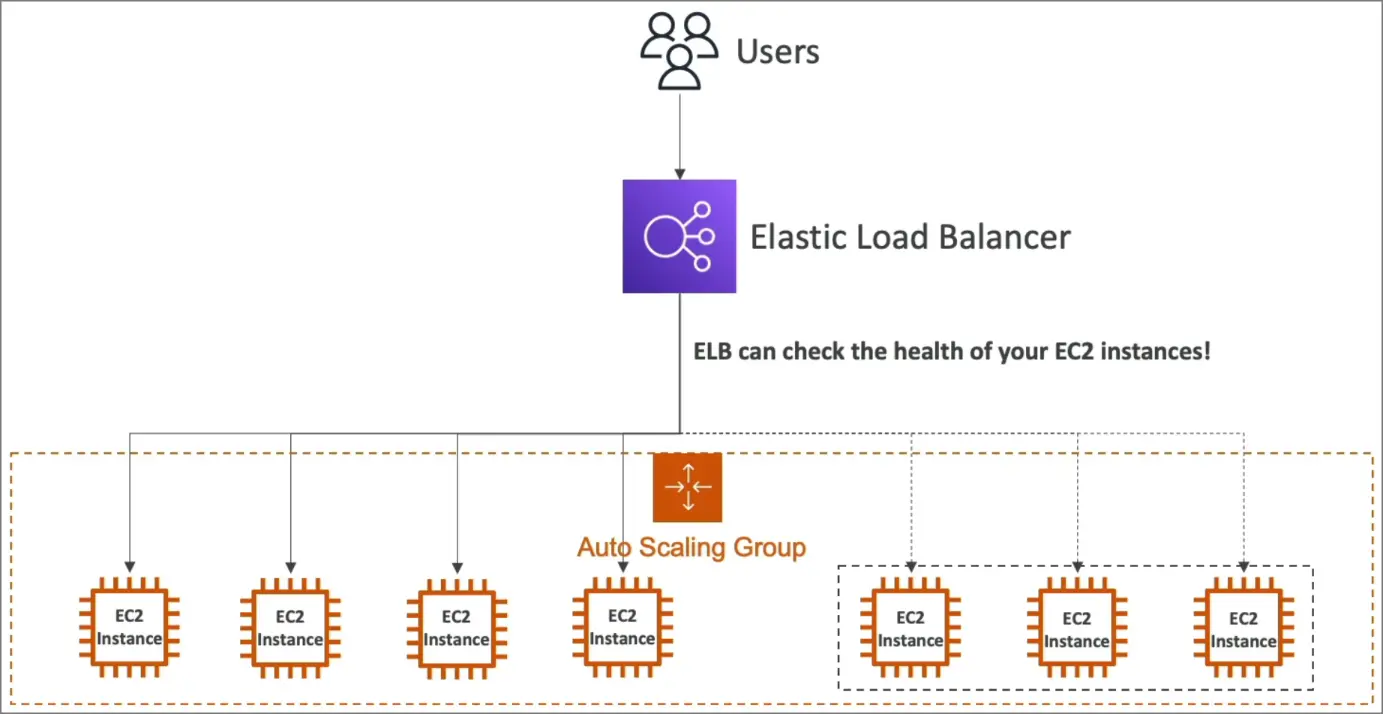 Users
Elastic Load Balancer
ELB can check the health of your EC2 instances!
Auto Scaling Group
EC2
Instance
EC2
Instance
EC2
Instance
EC2
Instance
EC2
Instance
EC2
Instance
EC2
Instance